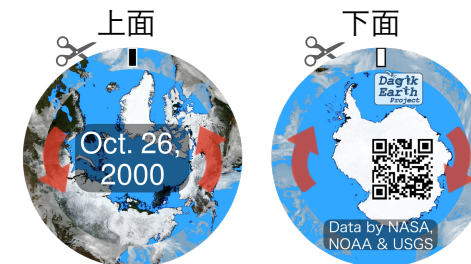 上面
下面
Oct. 26,
2000
Dagik
Earth
Project
Data by NASA,
NOAA & USGS